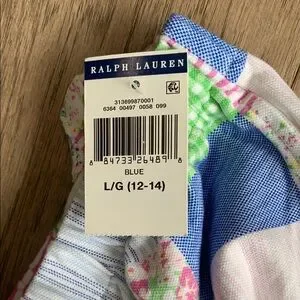 RALPH LAUREN
313699870001
6364 00497 0058 099
8 84733 26489 8
BLUE
L/G (12-14)